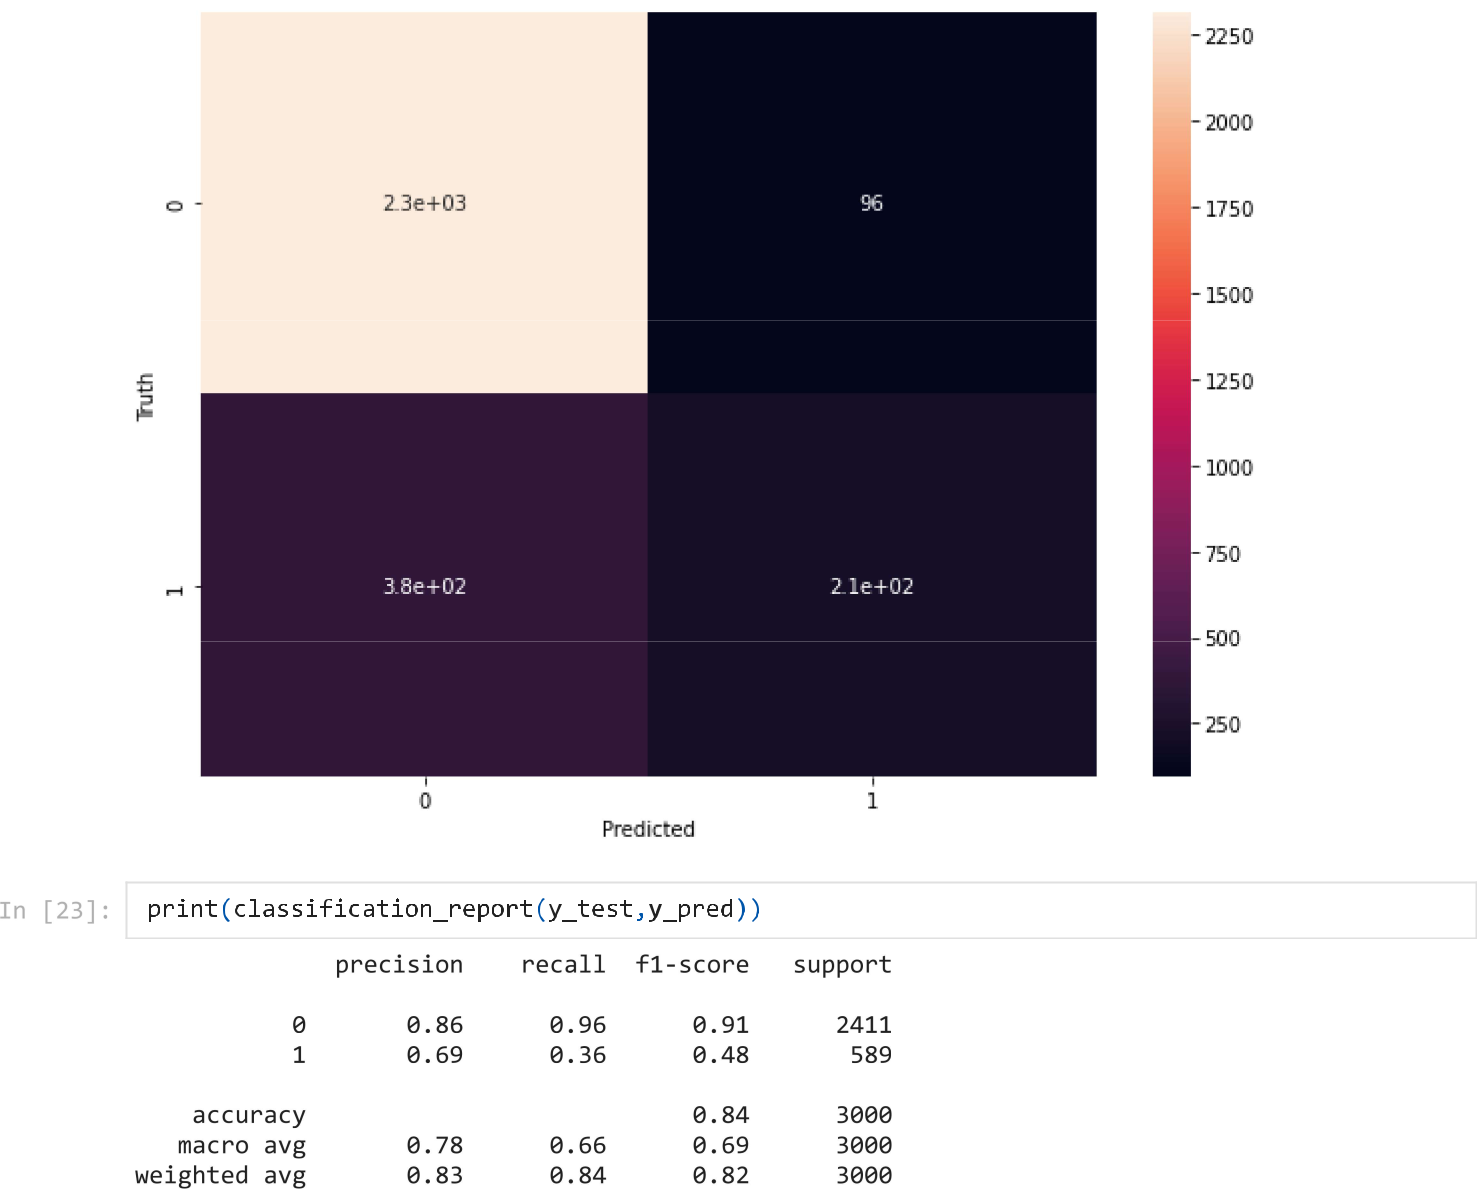 2250
2000
1750
1500
1250
1000
750
500
250
0
2.3e+03 96
Truth
1
3.8e+02 2.1e+02
0 1
Predicted
In [23]: print(classification_report(y_test,y_pred))
precision recall f1-score support
0 0.86 0.96 0.91 2411
1 0.69 0.36 0.48 589
accuracy 0.84 3000
macro avg 0.78 0.66 0.69 3000
weighted avg 0.83 0.84 0.82 3000